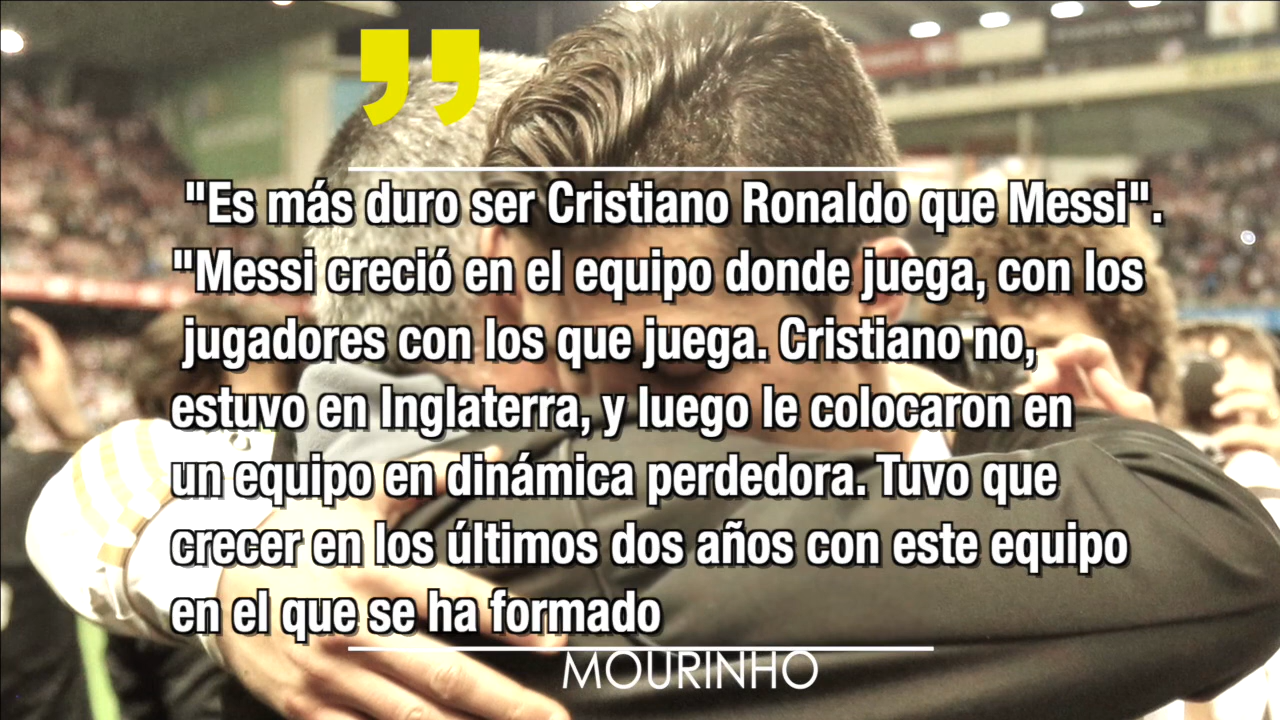 "Es más duro ser Cristiano Ronaldo que Messi".
"Messi creció en el equipo donde juega, con los
jugadores con los que juega. Cristiano no,
estuvo en Inglaterra, y luego le colocaron en
un equipo en dinámica perdedora. Tuvo que
crecer en los últimos dos años con este equipo
en el que se ha formado
MOURINHO